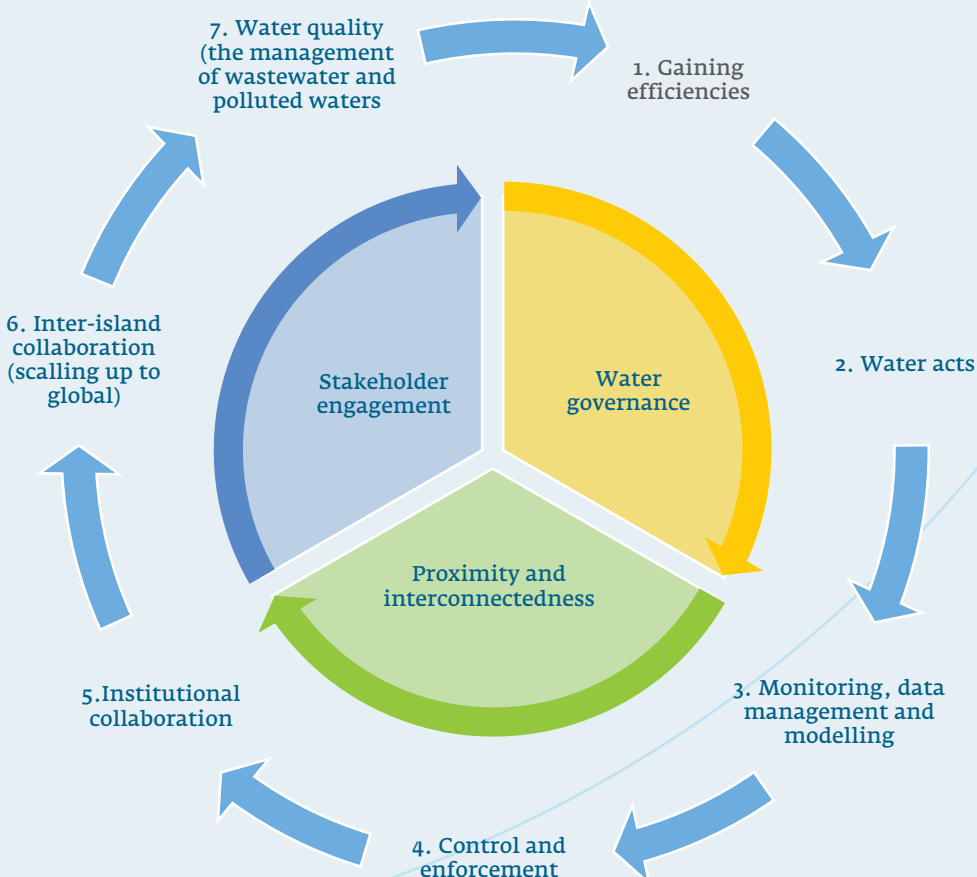 7. Water quality
(the management
of wastewater and
polluted waters
1. Gaining
efficiencies
2. Water acts
3. Monitoring, data
management and
modelling
4. Control and
enforcement
5.Institutional
collaboration
6. Inter-island
collaboration
(scalling up to
global)
Stakeholder
engagement
Water
governance
Proximity and
interconnectedness